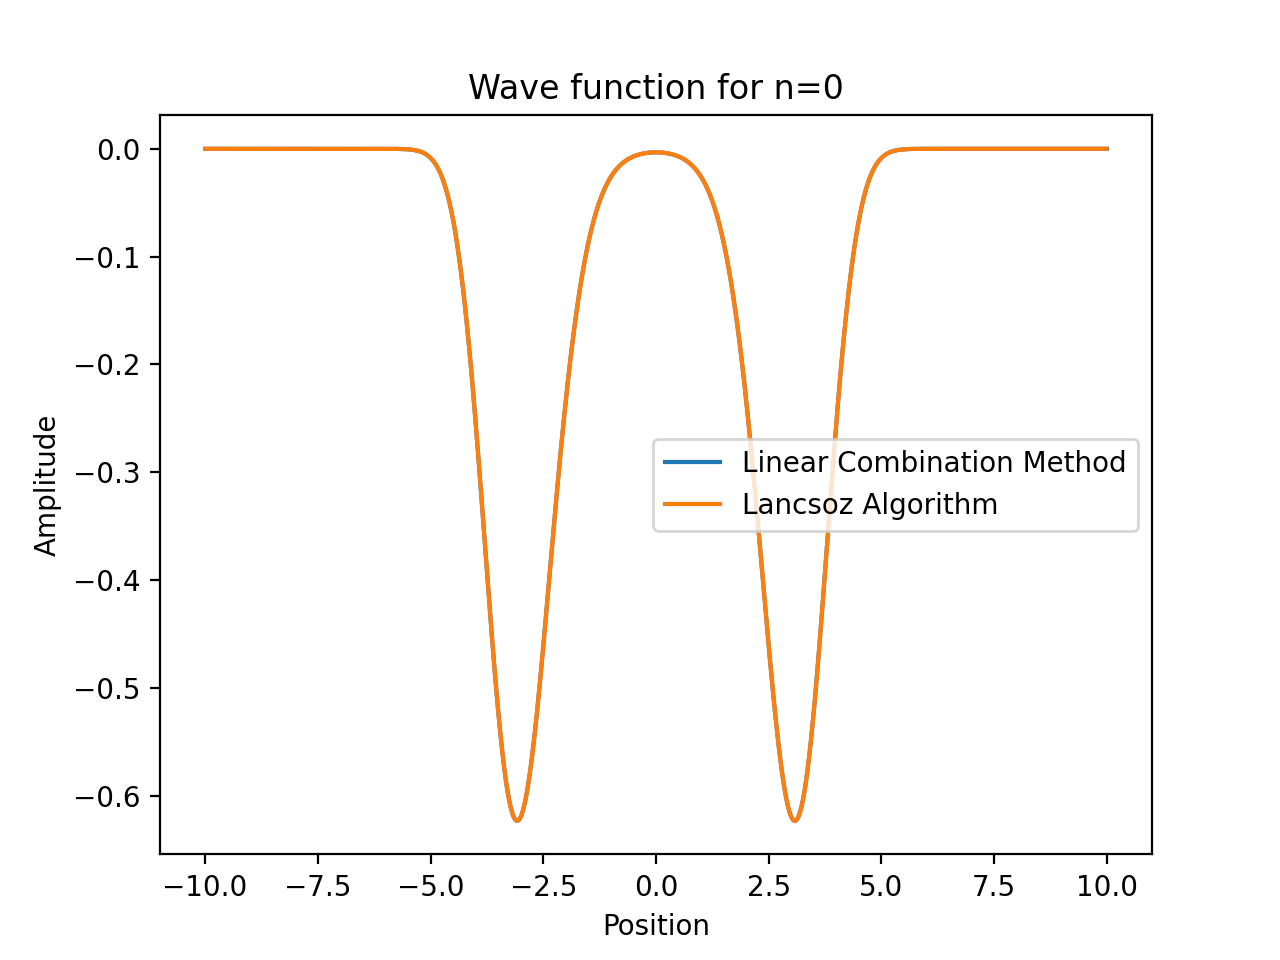 Wave function for n=0
0.0
−0.1
−0.2
−0.3
−0.4
−0.5
−0.6
Amplitude
Linear Combination Method
Lancsoz Algorithm
−10.0 −7.5 −5.0 −2.5 0.0 2.5 5.0 7.5 10.0
Position